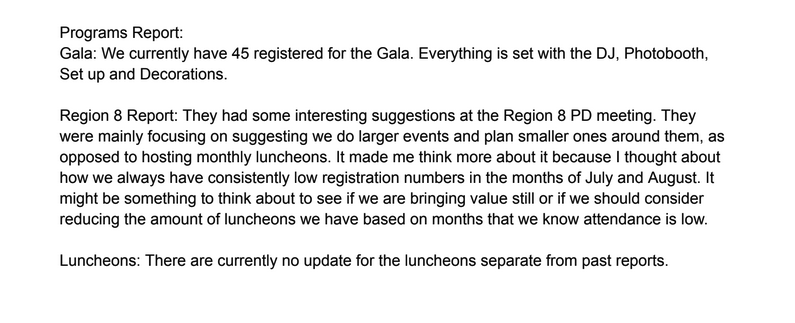 Programs Report:
Gala: We currently have 45 registered for the Gala. Everything is set with the DJ, Photobooth,
Set up and Decorations.
Region 8 Report: They had some interesting suggestions at the Region 8 PD meeting. They
were mainly focusing on suggesting we do larger events and plan smaller ones around them, as
opposed to hosting monthly luncheons. It made me think more about it because I thought about
how we always have consistently low registration numbers in the months of July and August. It
might be something to think about to see if we are bringing value still or if we should consider
reducing the amount of luncheons we have based on months that we know attendance is low.
Luncheons: There are currently no update for the luncheons separate from past reports.